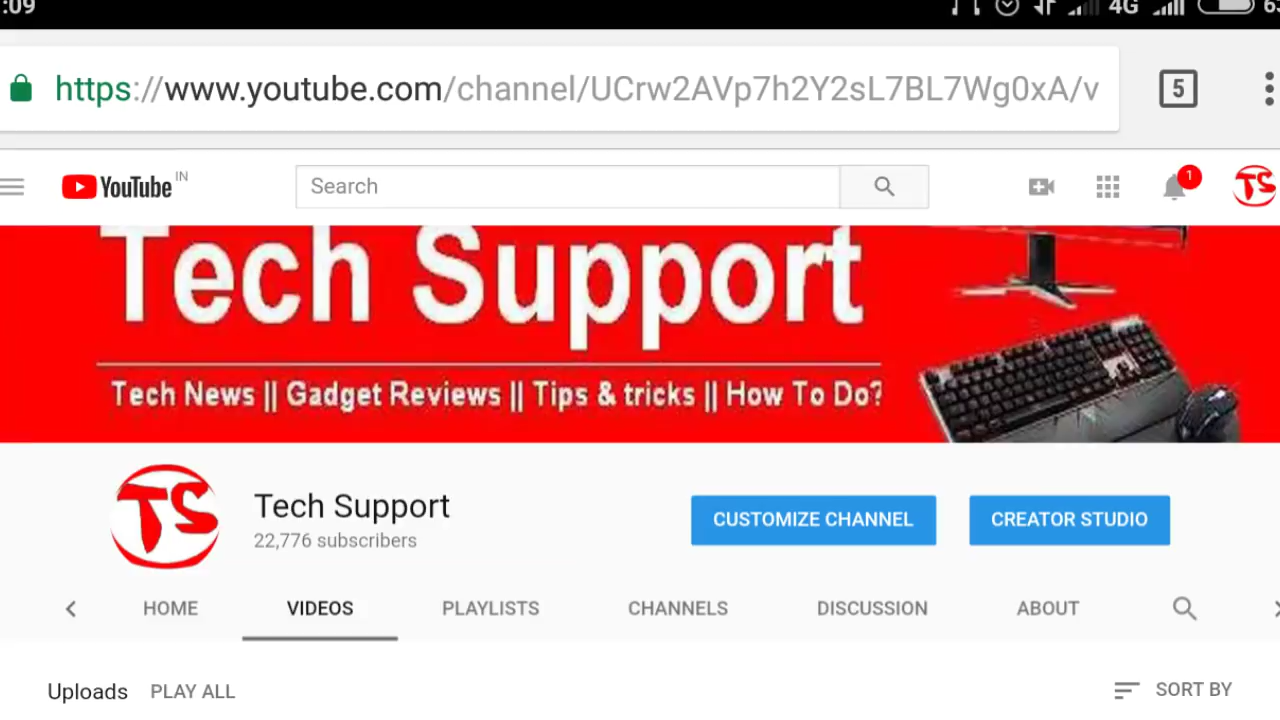 :09 4G 63
https://www.youtube.com/channel/UCrw2AVp7h2Y2sL7BL7Wg0xA/v 5
YouTube IN Search 1 TS
Tech Support
Tech News || Gadget Reviews || Tips & tricks || How To Do?
TS
Tech Support
22,776 subscribers
CUSTOMIZE CHANNEL CREATOR STUDIO
HOME VIDEOS PLAYLISTS CHANNELS DISCUSSION ABOUT
Uploads PLAY ALL SORT BY